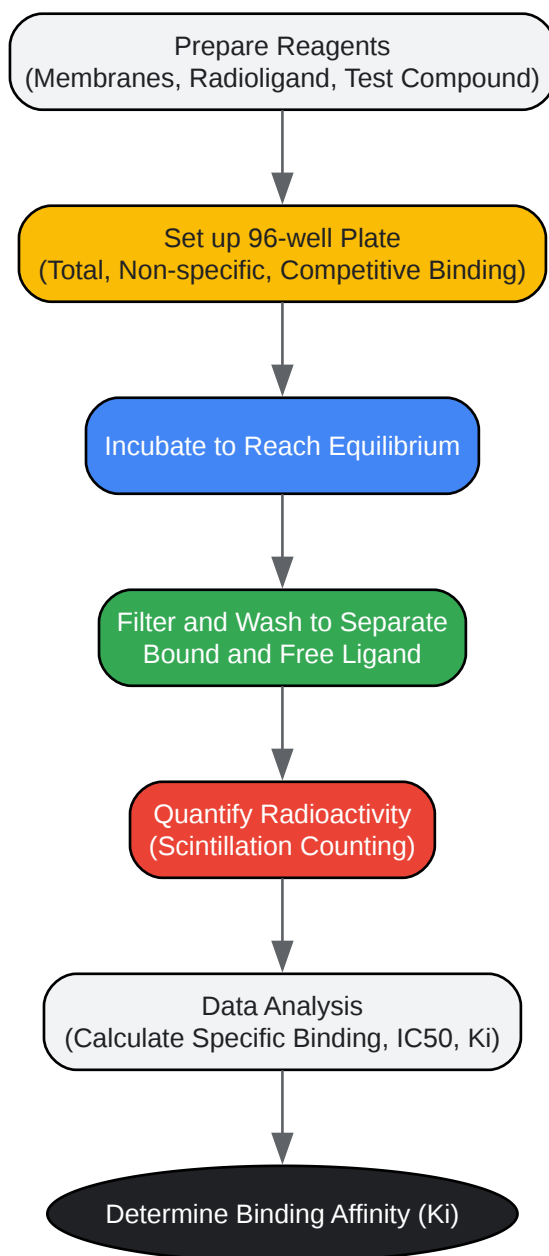 Prepare Reagents
(Membranes, Radioligand, Test Compound)
Set up 96-well Plate
(Total, Non-specific, Competitive Binding)
Incubate to Reach Equilibrium
Filter and Wash to Separate
Bound and Free Ligand
Quantify Radioactivity
(Scintillation Counting)
Data Analysis
(Calculate Specific Binding, IC50, Ki)
Determine Binding Affinity (Ki)